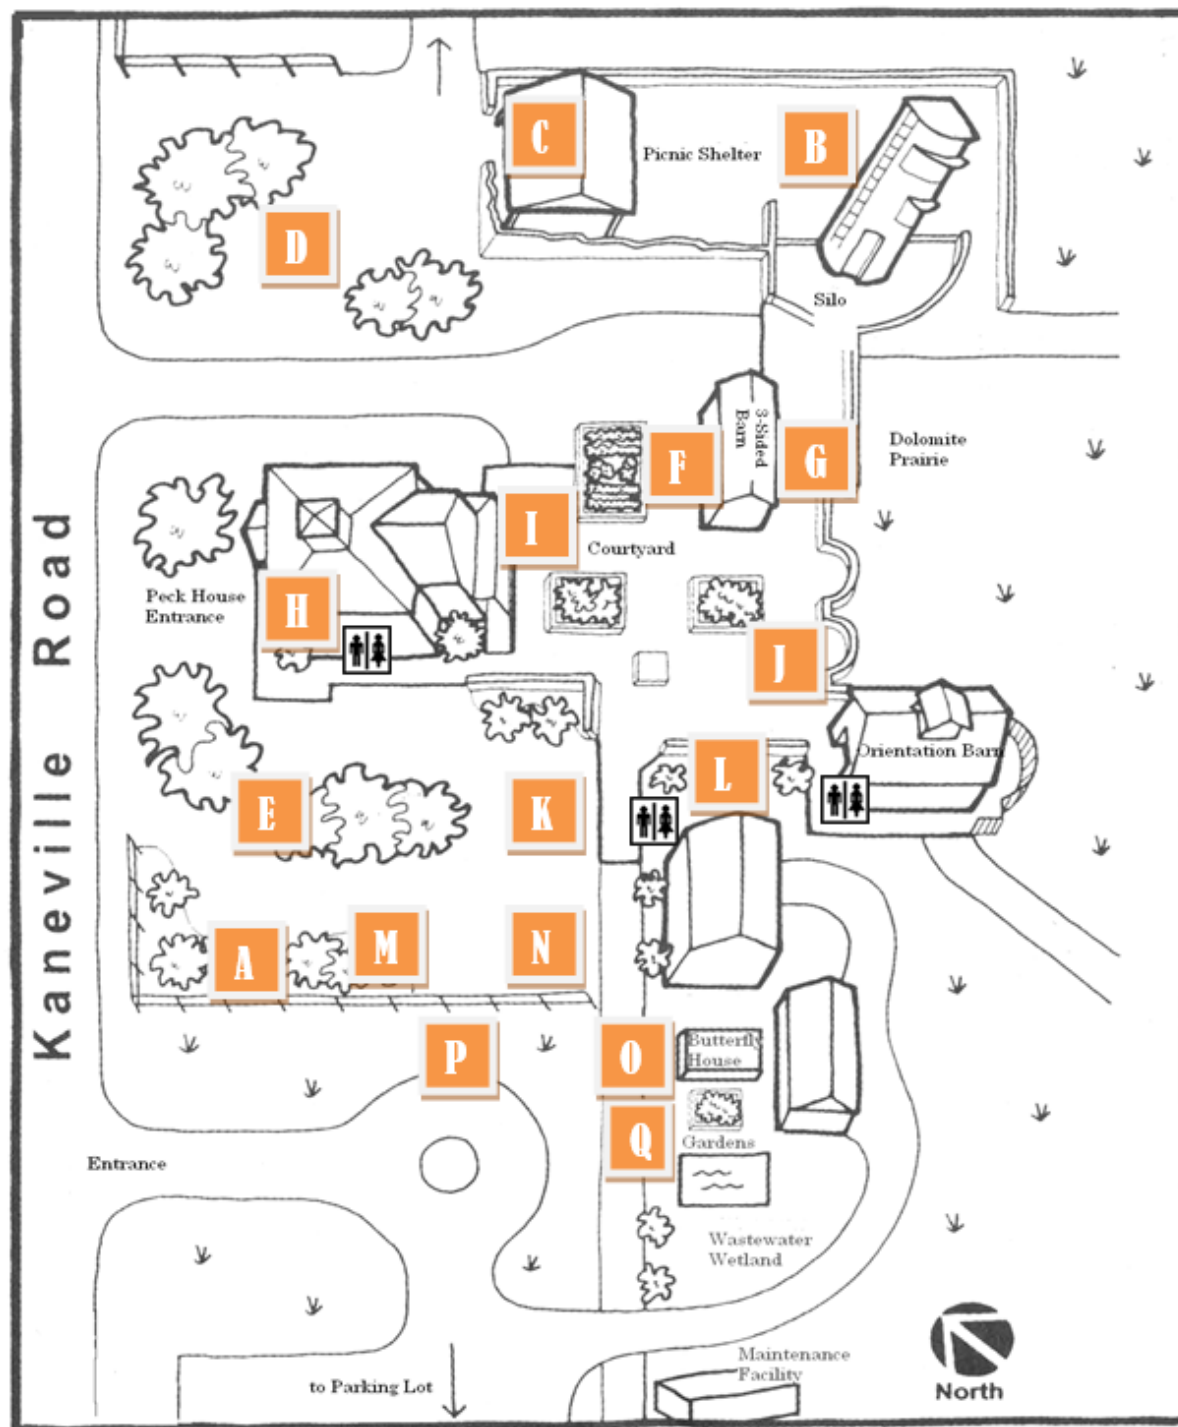 C
Picnic Shelter
B
D
Silo
3-Sided
Barn
F
G
Dolomite
Prairie
I
Courtyard
Peck House
Entrance
H
J
Kaneville Road
Orientation Barn
L
E
K
A
M
N
P
O
Butterfly
House
Q
Gardens
Entrance
Wastewater
Wetland
Maintenance
Facility
to Parking Lot
North